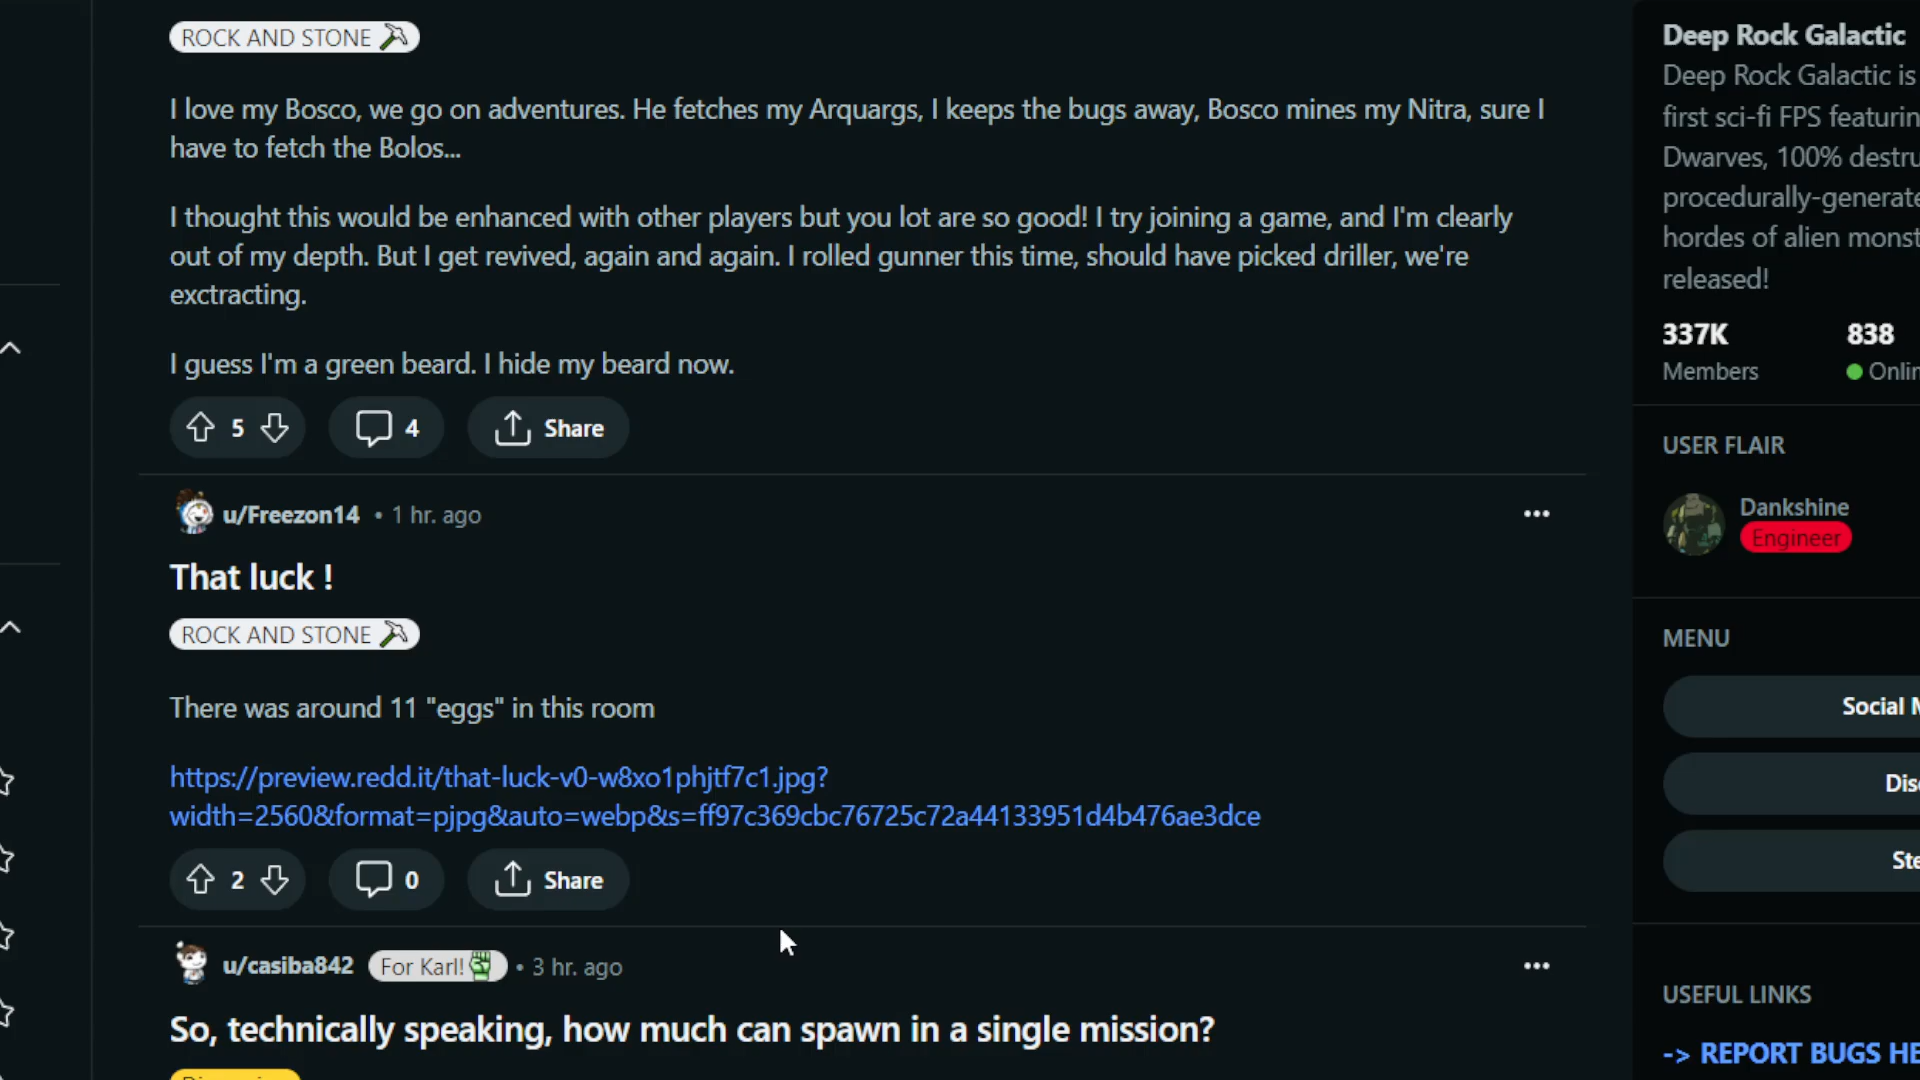 ROCK AND STONE
I love my Bosco, we go on adventures. He fetches my Arquargs, I keeps the bugs away, Bosco mines my Nitra, sure I
have to fetch the Bolos...
I thought this would be enhanced with other players but you lot are so good! I try joining a game, and I'm clearly
out of my depth. But I get revived, again and again. I rolled gunner this time, should have picked driller, we're
exctracting.
I guess I'm a green beard. I hide my beard now.
5 4 Share
u/Freezon14 • 1 hr. ago
That luck !
ROCK AND STONE
There was around 11 "eggs" in this room
https://preview.redd.it/that-luck-v0-w8xo1phjtf7c1.jpg?
width=2560&format=pjpg&auto=webp&s=ff97c369cbc76725c72a44133951d4b476ae3dce
2 0 Share
u/casiba842 For Karl! • 3 hr. ago
So, technically speaking, how much can spawn in a single mission?
Deep Rock Galactic
Deep Rock Galactic is
first sci-fi FPS featurin
Dwarves, 100% destru
procedurally-generate
hordes of alien monst
released!
337K 838
Members Onlin
USER FLAIR
Dankshine
Engineer
MENU
Social M
Disc
Ste
USEFUL LINKS
-> REPORT BUGS HE